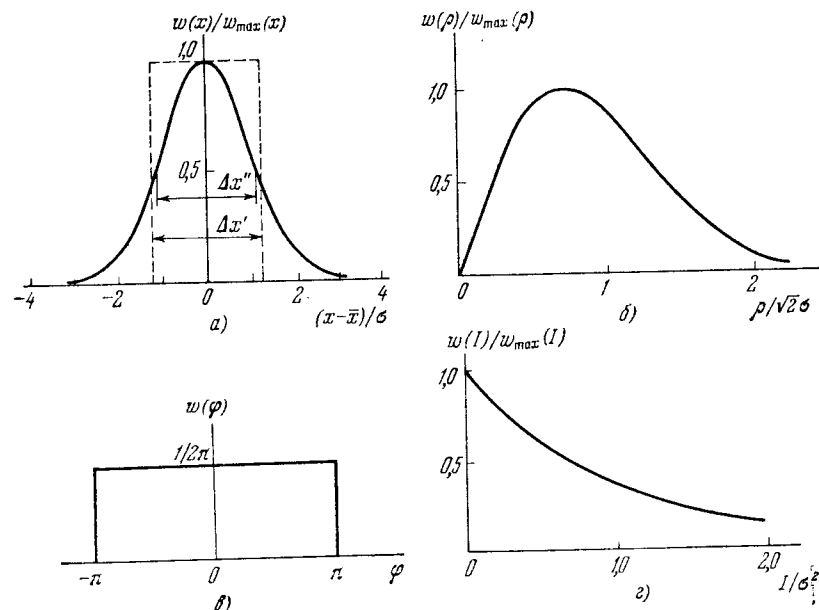 w(x)/w_max(x)
1,0
0,5
Δx″
Δx′
-4 -2 0 2 4
а) (x-x̅)/σ
w(ρ)/w_max(ρ)
1,0
0,5
0 1 2
б) ρ/√2σ
w(φ)
1/2π
-π 0 π φ
в)
w(I)/w_max(I)
1,0
0,5
0 1,0 2,0
г) I/σ²